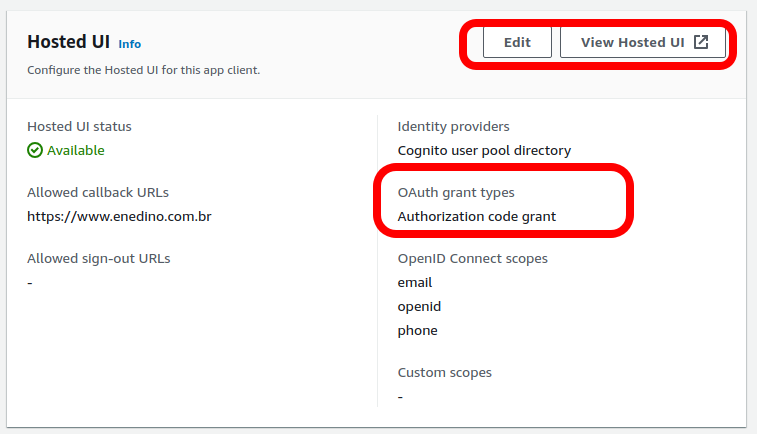 Hosted UI Info
Edit
View Hosted UI
Configure the Hosted UI for this app client.
Hosted UI status
Available
Allowed callback URLs
https://www.enedino.com.br
Allowed sign-out URLs
-
Identity providers
Cognito user pool directory
OAuth grant types
Authorization code grant
OpenID Connect scopes
email
openid
phone
Custom scopes
-